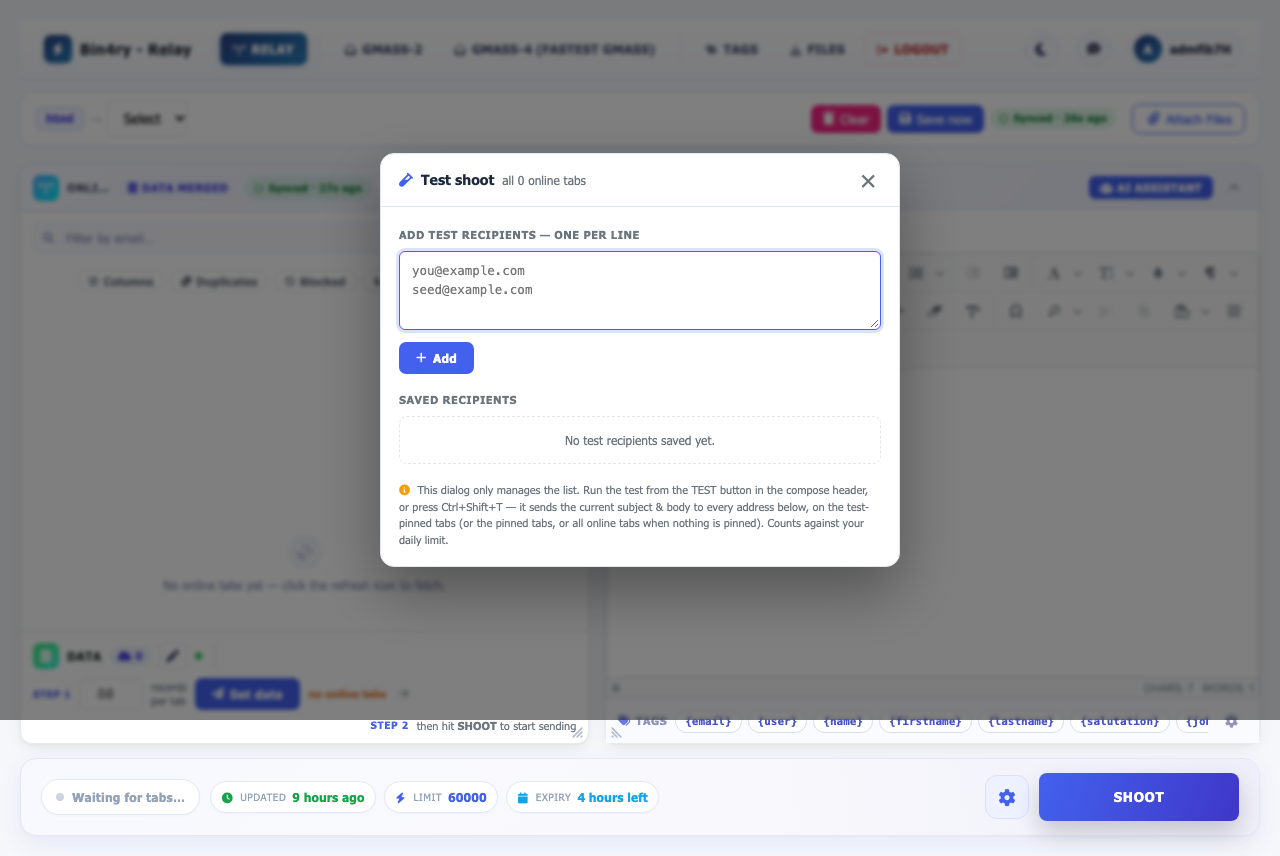 Bin4ry - Relay
RELAY
GMASS-2
GMASS-4 (FASTEST GMASS)
TAGS
FILES
LOGOUT
html
Select
Clear
Save now
Attach Files
ONLI...
DATA MERGED
Synced · 27s ago
AI ASSISTANT
Filter by email...
Columns
Duplicates
Blocked
Test shoot all 0 online tabs
ADD TEST RECIPIENTS — ONE PER LINE
you@example.com
seed@example.com
+ Add
SAVED RECIPIENTS
No test recipients saved yet.
This dialog only manages the list. Run the test from the TEST button in the compose header,
or press Ctrl+Shift+T — it sends the current subject & body to every address below, on the test-
pinned tabs (or the pinned tabs, or all online tabs when nothing is pinned). Counts against your
daily limit.
No online tabs yet — click the refresh icon to fetch.
DATA
STEP 1
records
per tab
Set data
no online tabs
STEP 2 then hit SHOOT to start sending
TAGS {email} {user} {name} {firstname} {lastname} {salutation}
Waiting for tabs...
UPDATED 9 hours ago
LIMIT 60000
EXPIRY 4 hours left
SHOOT